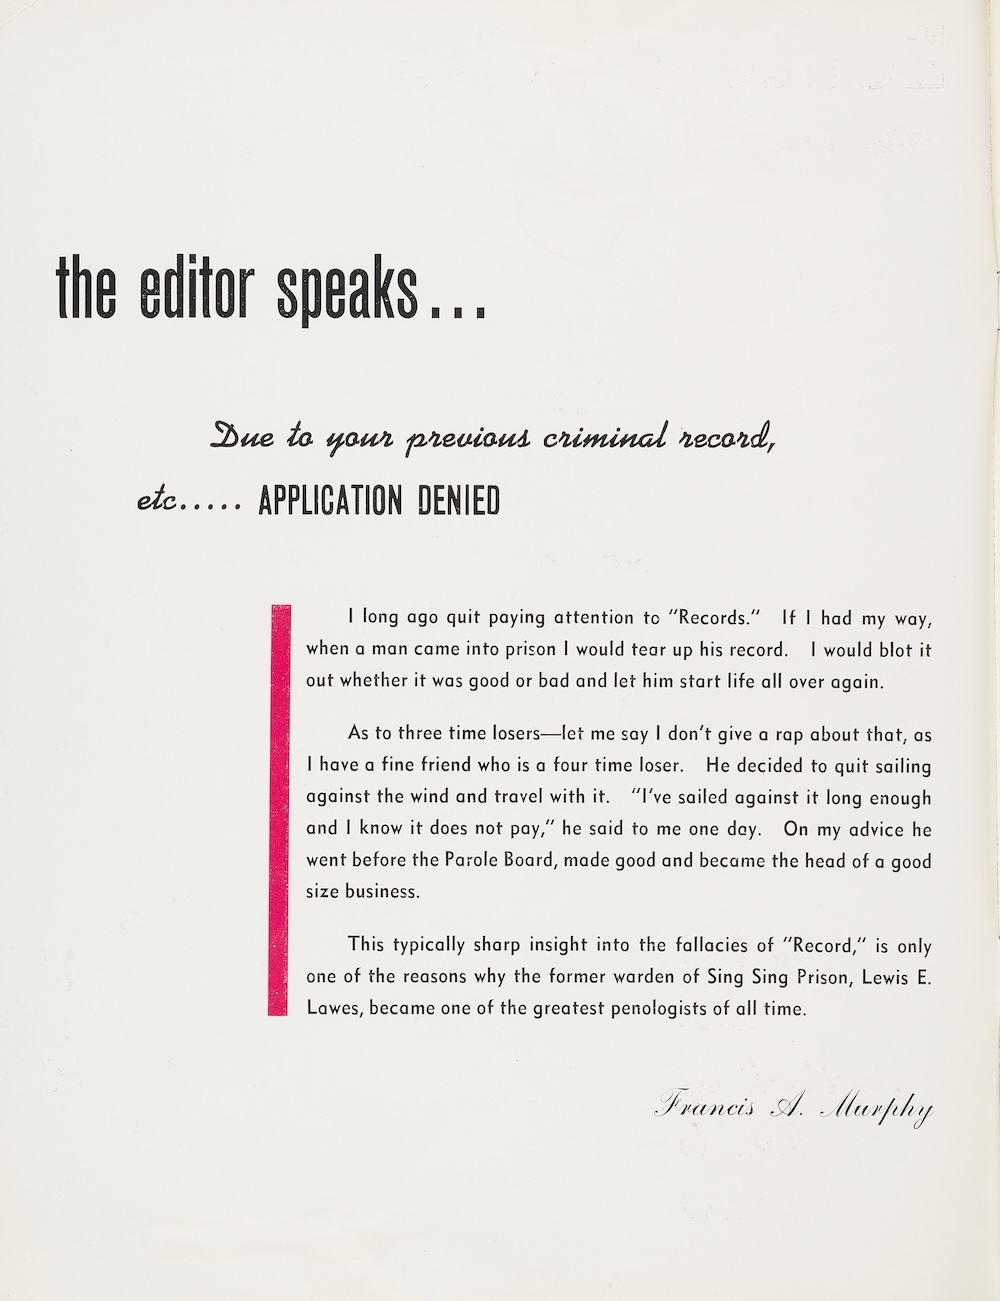 the editor speaks...
Due to your previous criminal record,
etc..... APPLICATION DENIED
I long ago quit paying attention to "Records." If I had my way,
when a man came into prison I would tear up his record. I would blot it
out whether it was good or bad and let him start life all over again.
As to three time losers—let me say I don't give a rap about that, as
I have a fine friend who is a four time loser. He decided to quit sailing
against the wind and travel with it. "I've sailed against it long enough
and I know it does not pay," he said to me one day. On my advice he
went before the Parole Board, made good and became the head of a good
size business.
This typically sharp insight into the fallacies of "Record," is only
one of the reasons why the former warden of Sing Sing Prison, Lewis E.
Lawes, became one of the greatest penologists of all time.
Francis A. Murphy